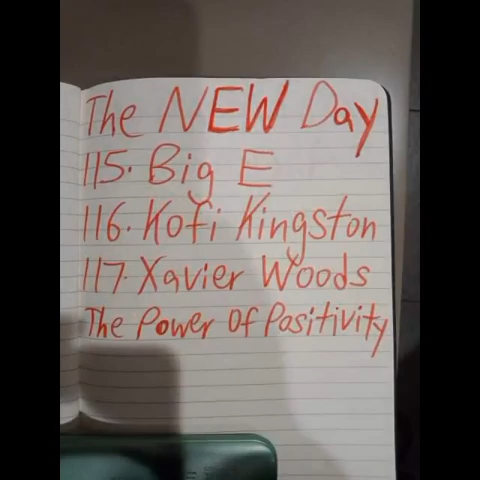 The NEW Day
115. Big E
116. Kofi Kingston
117. Xavier Woods
The Power Of Positivity